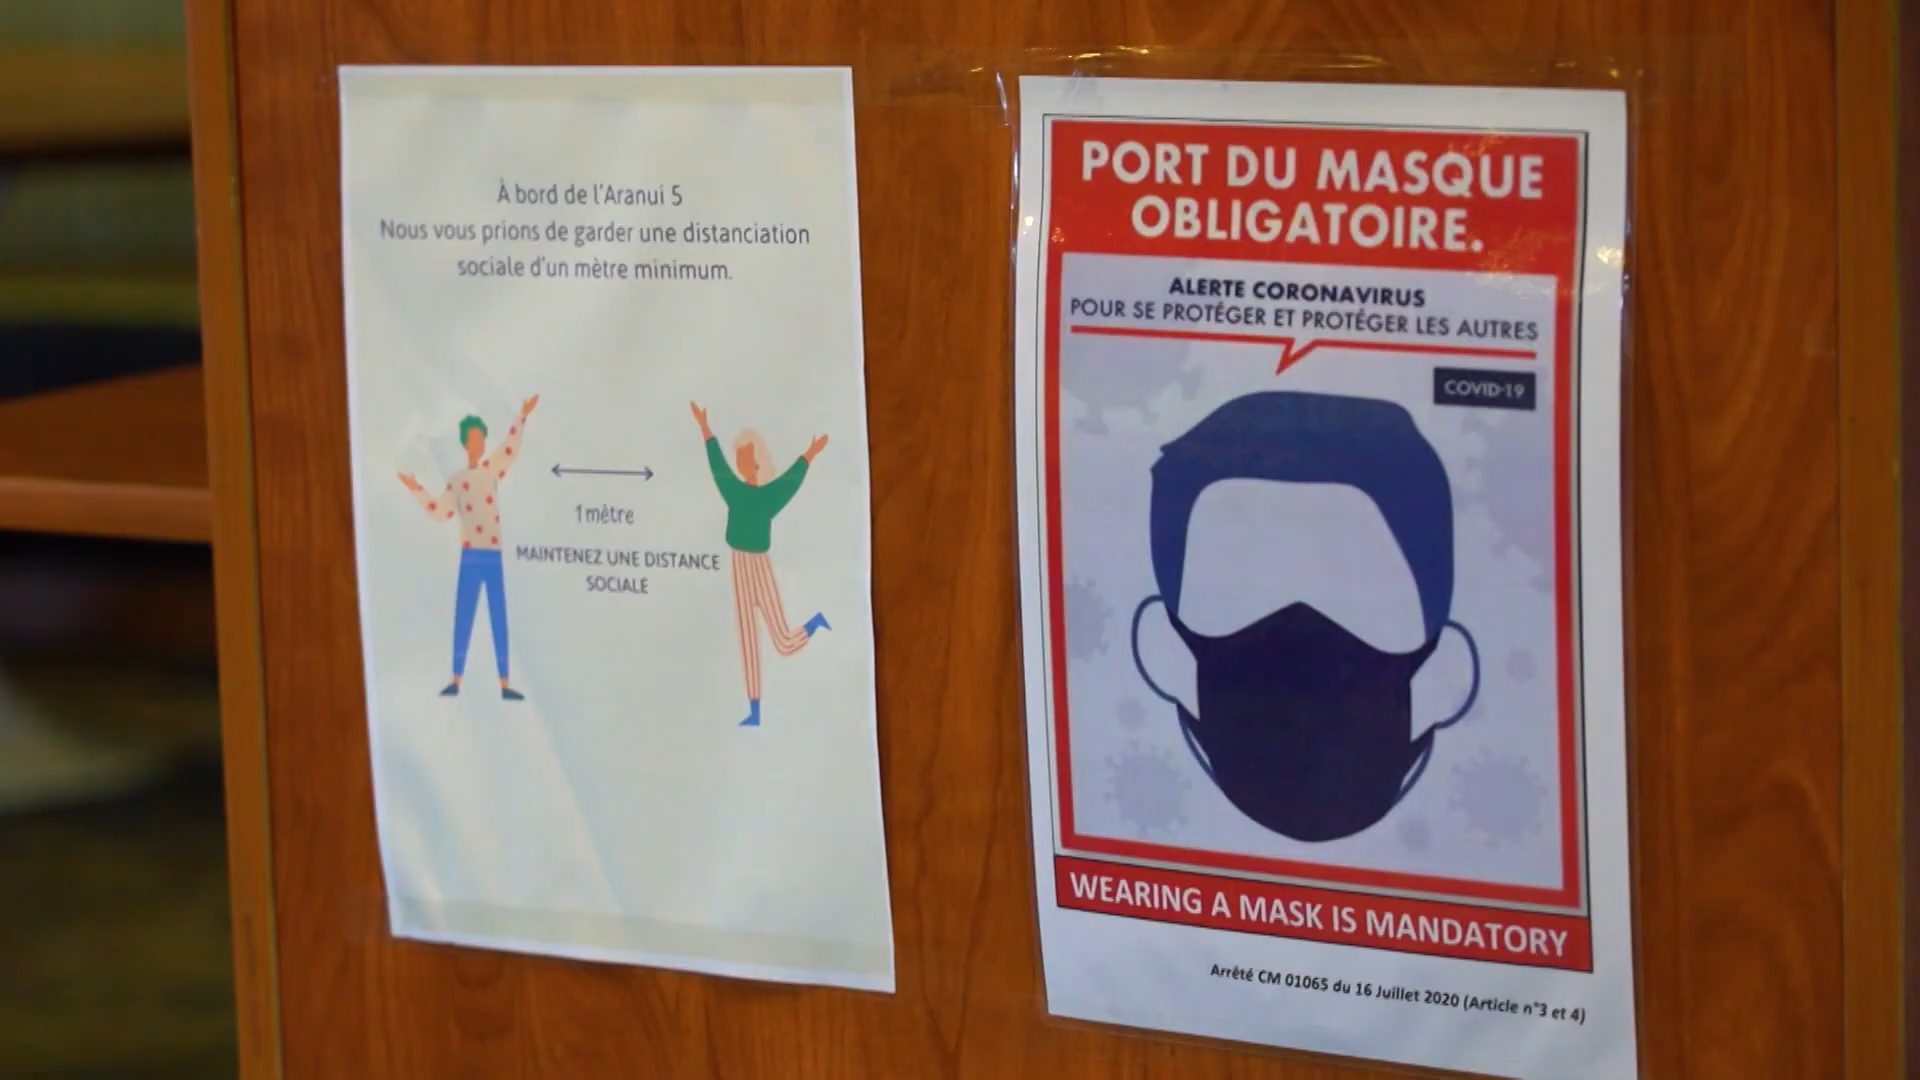 À bord de l'Aranui 5
Nous vous prions de garder une distanciation
sociale d'un mètre minimum.
1 mètre
MAINTENEZ UNE DISTANCE
SOCIALE
PORT DU MASQUE
OBLIGATOIRE.
ALERTE CORONAVIRUS
POUR SE PROTÉGER ET PROTÉGER LES AUTRES
COVID-19
WEARING A MASK IS MANDATORY
Arrêté CM 01065 du 16 Juillet 2020 (Article n°3 et 4)